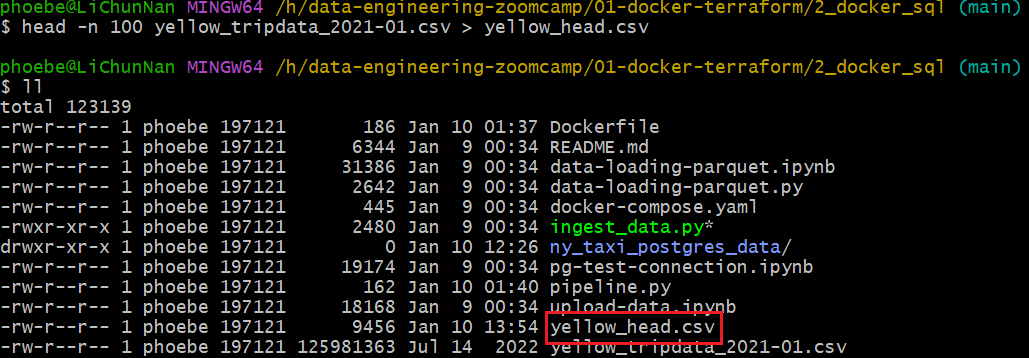 phoebe@LiChunNan MINGW64 /h/data-engineering-zoomcamp/01-docker-terraform/2_docker_sql (main)
$ head -n 100 yellow_tripdata_2021-01.csv > yellow_head.csv
phoebe@LiChunNan MINGW64 /h/data-engineering-zoomcamp/01-docker-terraform/2_docker_sql (main)
$ ll
total 123139
-rw-r--r-- 1 phoebe 197121       186 Jan 10 01:37 Dockerfile
-rw-r--r-- 1 phoebe 197121      6344 Jan  9 00:34 README.md
-rw-r--r-- 1 phoebe 197121     31386 Jan  9 00:34 data-loading-parquet.ipynb
-rw-r--r-- 1 phoebe 197121      2642 Jan  9 00:34 data-loading-parquet.py
-rw-r--r-- 1 phoebe 197121       445 Jan  9 00:34 docker-compose.yaml
-rwxr-xr-x 1 phoebe 197121      2480 Jan  9 00:34 ingest_data.py*
drwxr-xr-x 1 phoebe 197121         0 Jan 10 12:26 ny_taxi_postgres_data/
-rw-r--r-- 1 phoebe 197121     19174 Jan  9 00:34 pg-test-connection.ipynb
-rw-r--r-- 1 phoebe 197121       162 Jan 10 01:40 pipeline.py
-rw-r--r-- 1 phoebe 197121     18168 Jan  9 00:34 upload-data.ipynb
-rw-r--r-- 1 phoebe 197121      9456 Jan 10 13:54 yellow_head.csv
-rw-r--r-- 1 phoebe 197121 125981363 Jul 14  2022 yellow_tripdata_2021-01.csv